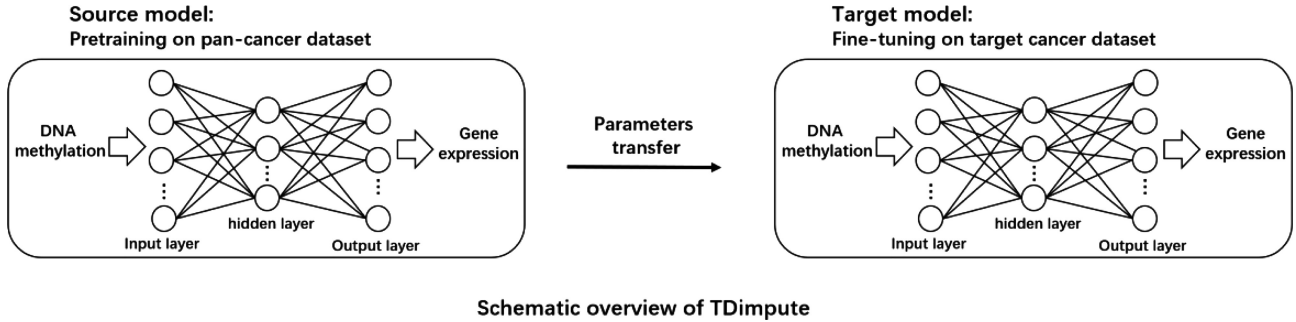 Source model:
Pretraining on pan-cancer dataset
DNA
methylation
Gene
expression
hidden layer
Input layer
Output layer
Parameters
transfer
Target model:
Fine-tuning on target cancer dataset
DNA
methylation
Gene
expression
hidden layer
Input layer
Output layer
Schematic overview of TDimpute